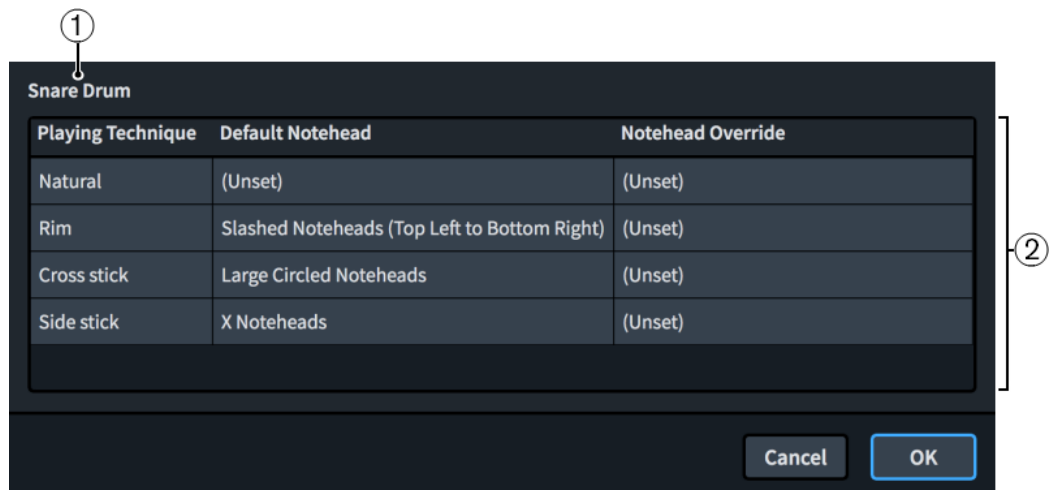 1
Snare Drum
Playing Technique Default Notehead Notehead Override
Natural (Unset) (Unset)
Rim Slashed Noteheads (Top Left to Bottom Right) (Unset)
Cross stick Large Circled Noteheads (Unset)
2
Side stick X Noteheads (Unset)
Cancel OK